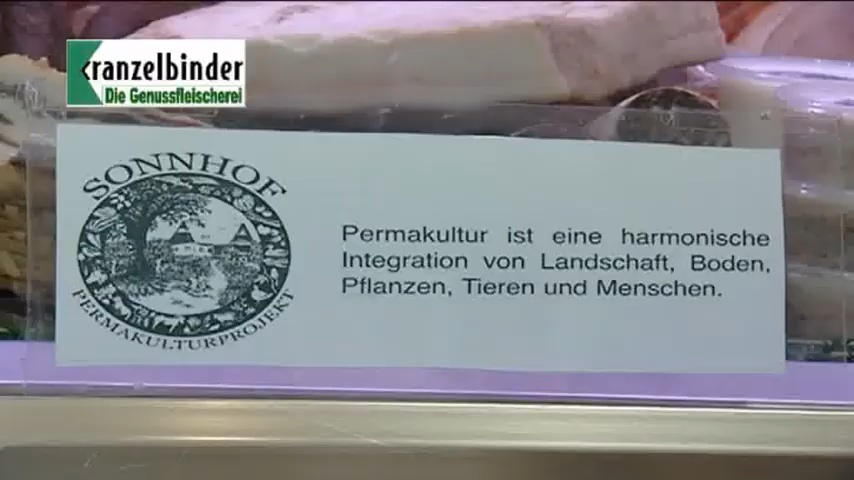 Kranzelbinder
Die Genussfleischerei
SONNHOF
PERMAKULTURPROJEKT
Permakultur ist eine harmonische
Integration von Landschaft, Boden,
Pflanzen, Tieren und Menschen.